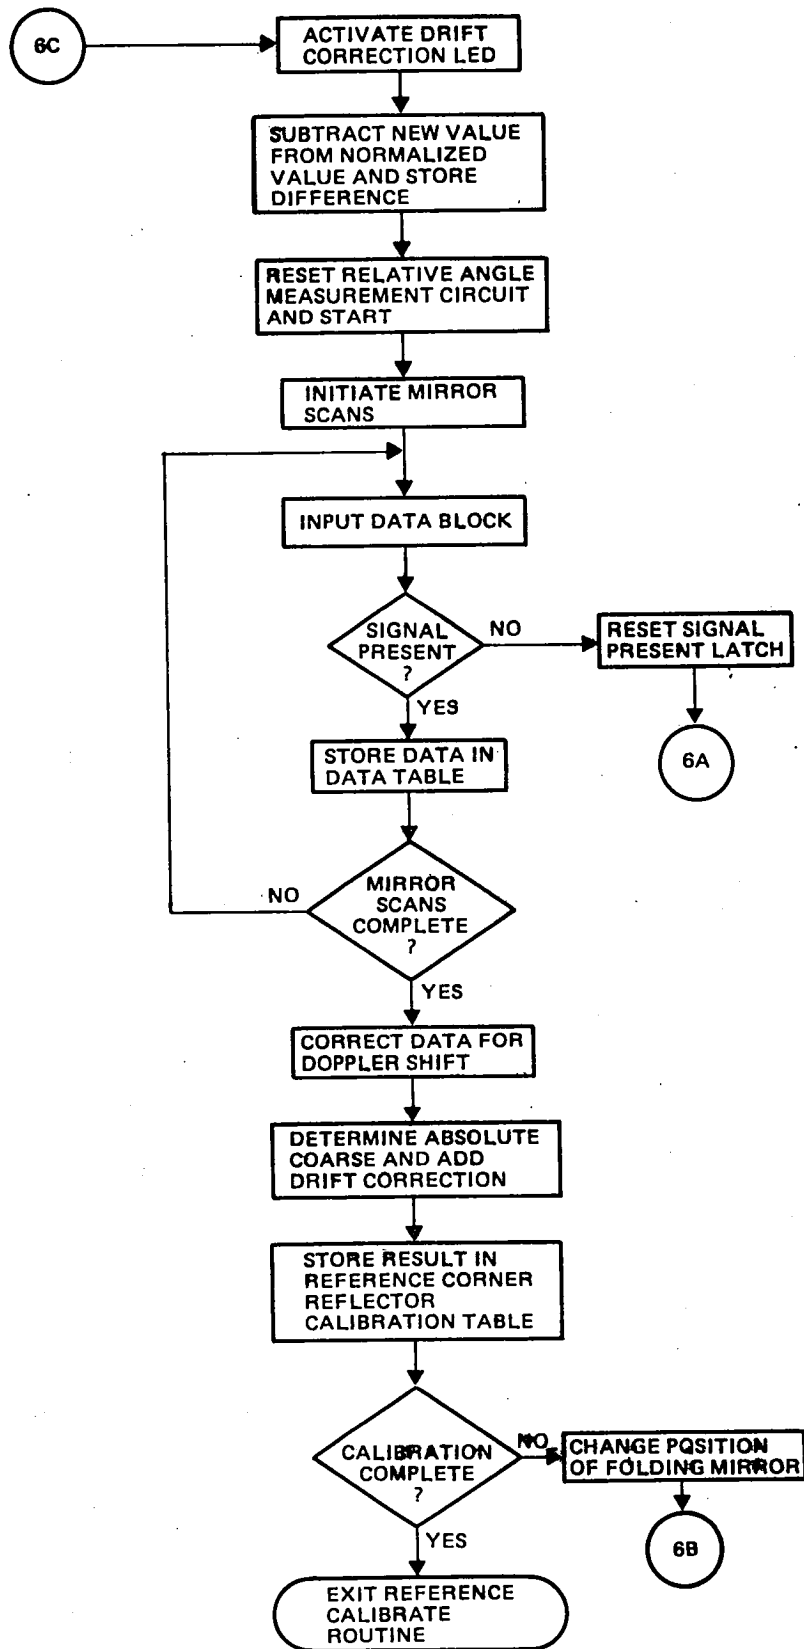 6C
ACTIVATE DRIFT
CORRECTION LED
SUBTRACT NEW VALUE
FROM NORMALIZED
VALUE AND STORE
DIFFERENCE
RESET RELATIVE ANGLE
MEASUREMENT CIRCUIT
AND START
INITIATE MIRROR
SCANS
INPUT DATA BLOCK
SIGNAL
PRESENT
?
NO
RESET SIGNAL
PRESENT LATCH
YES
6A
STORE DATA IN
DATA TABLE
MIRROR
SCANS
COMPLETE
?
NO
YES
CORRECT DATA FOR
DOPPLER SHIFT
DETERMINE ABSOLUTE
COARSE AND ADD
DRIFT CORRECTION
STORE RESULT IN
REFERENCE CORNER
REFLECTOR
CALIBRATION TABLE
CALIBRATION
COMPLETE
?
NO
CHANGE POSITION
OF FOLDING MIRROR
YES
6B
EXIT REFERENCE
CALIBRATE
ROUTINE